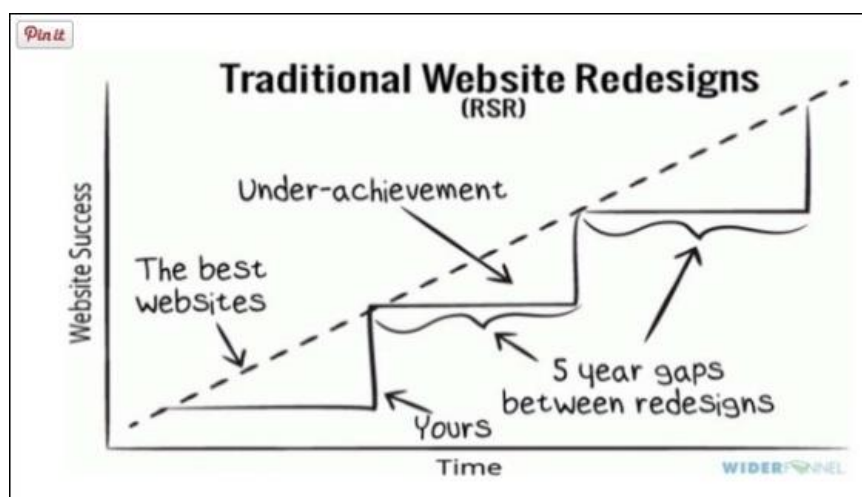 Pin it
Traditional Website Redesigns
(RSR)
Under-achievement
The best
websites
Website Success
5 year gaps
between redesigns
Yours
Time
WIDERFUNNEL